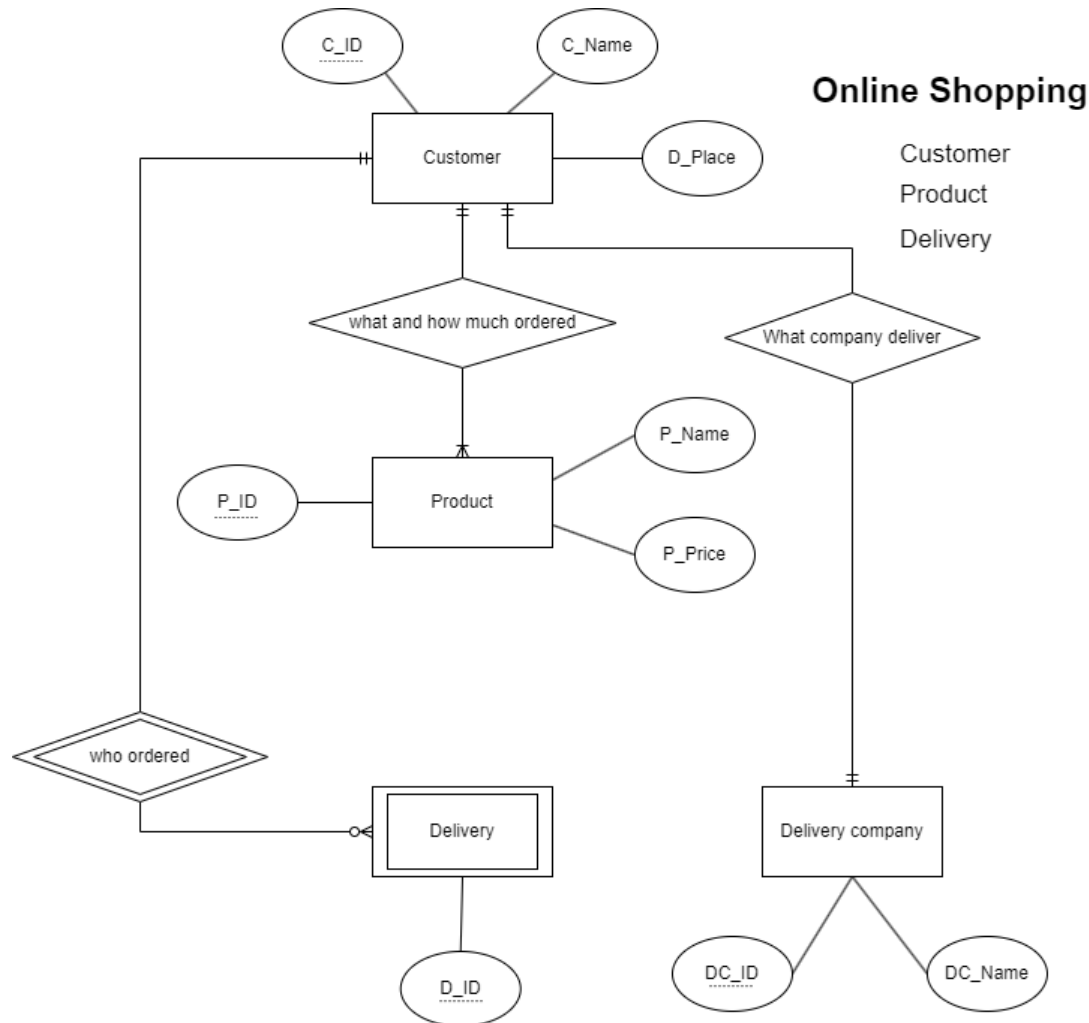 C_ID
C_Name
Online Shopping
Customer
D_Place
Customer
Product
Delivery
what and how much ordered
What company deliver
P_Name
P_ID
Product
P_Price
who ordered
Delivery
Delivery company
D_ID
DC_ID
DC_Name